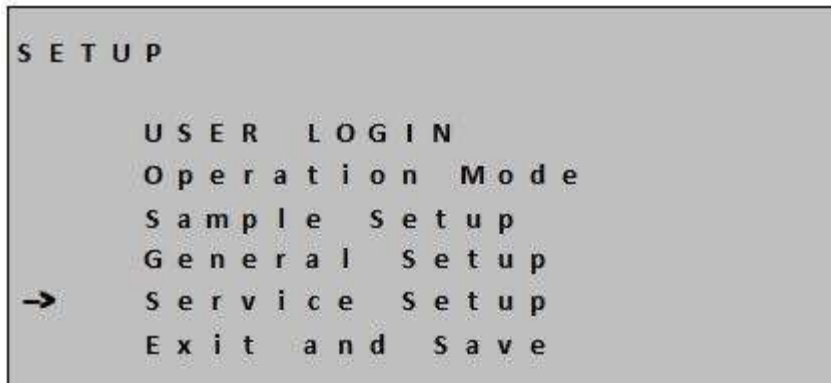 SETUP
USER LOGIN
Operation Mode
Sample Setup
General Setup
-> Service Setup
Exit and Save